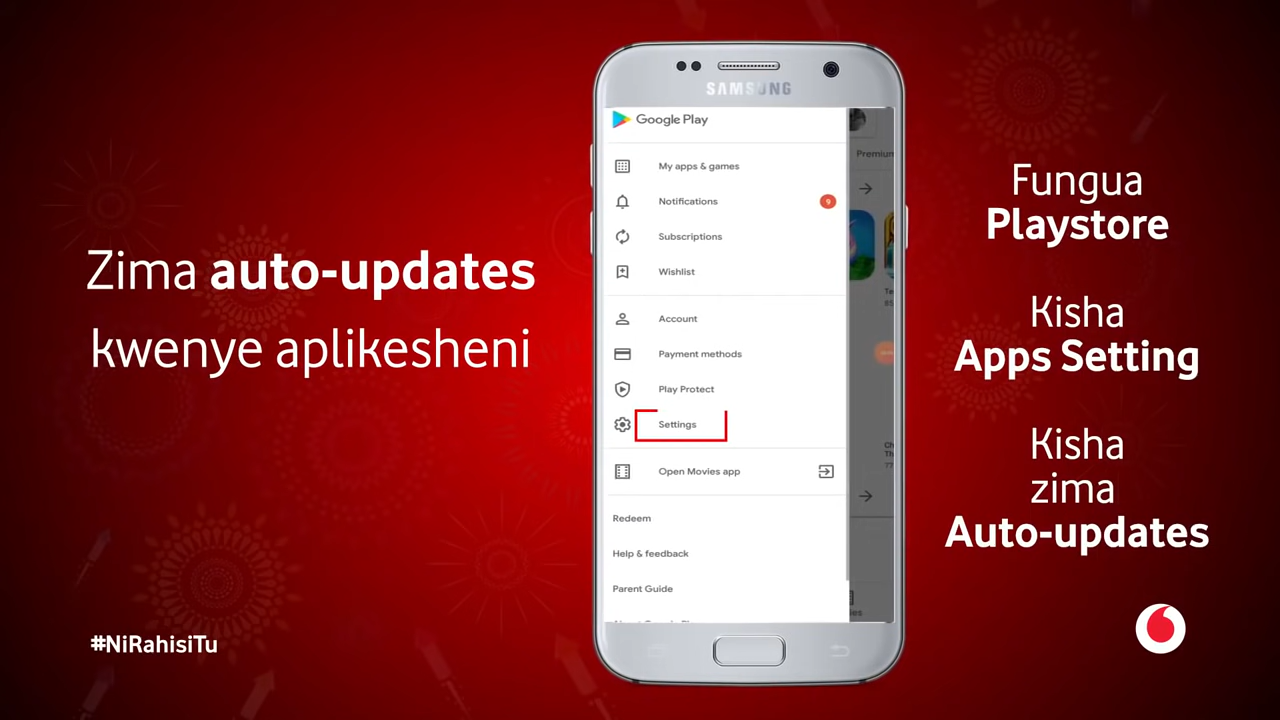 Zima auto-updates
kwenye aplikesheni
#NiRahisiTu
SAMSUNG
Google Play
My apps & games
Notifications
9
Subscriptions
Wishlist
Account
Payment methods
Play Protect
Settings
Open Movies app
Redeem
Help & feedback
Parent Guide
Premium
Fungua
Playstore
Kisha
Apps Setting
Kisha
zima
Auto-updates